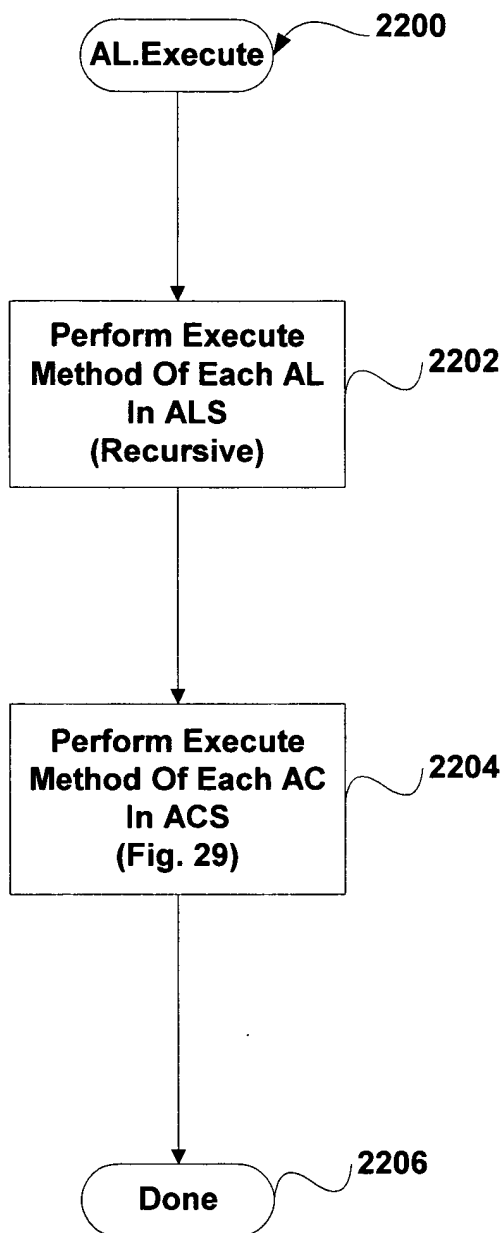 2200
AL.Execute
Perform Execute
Method Of Each AL
In ALS
(Recursive)
2202
Perform Execute
Method Of Each AC
In ACS
(Fig. 29)
2204
2206
Done